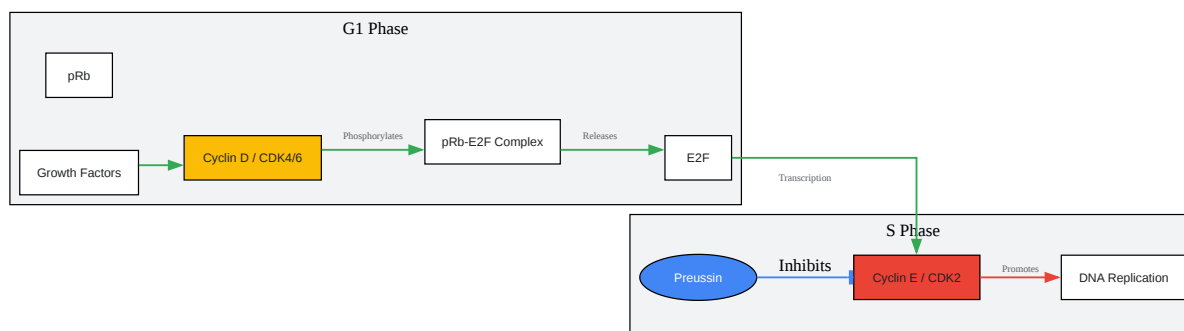 G1 Phase
pRb
Growth Factors
Cyclin D / CDK4/6
Phosphorylates
pRb-E2F Complex
Releases
E2F
Transcription
S Phase
Preussin
Inhibits
Cyclin E / CDK2
Promotes
DNA Replication